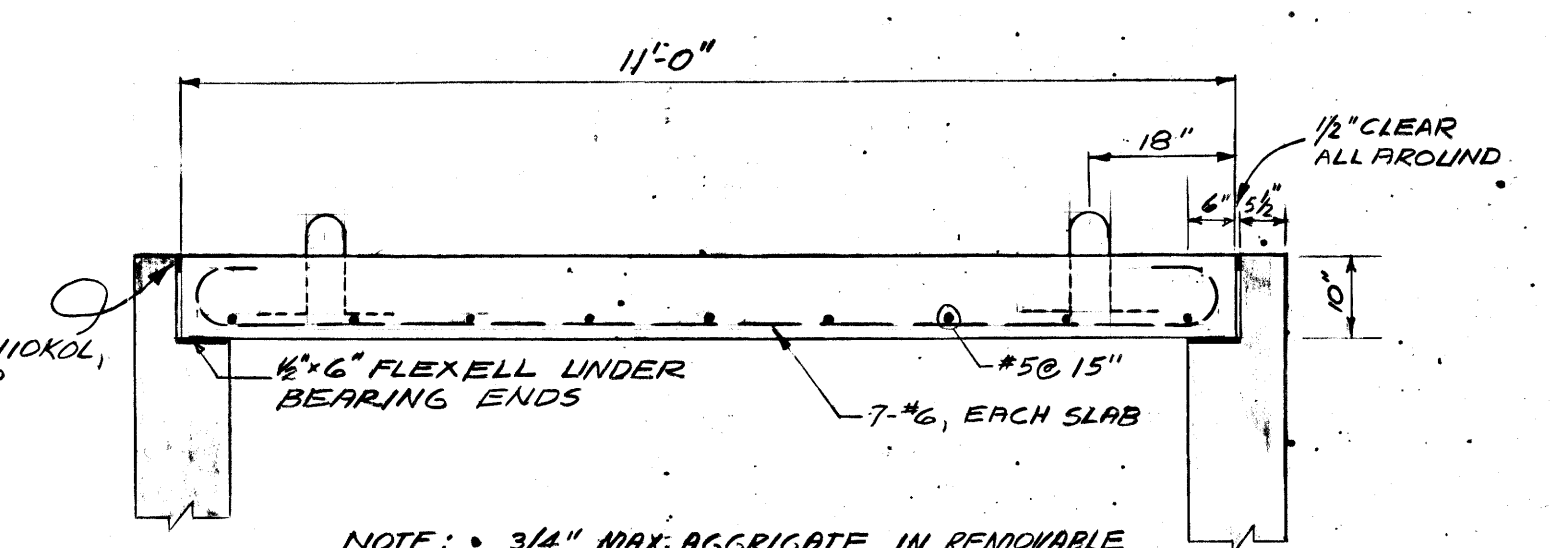 11'-0"
18"
1/2" CLEAR
ALL AROUND
6"
5 1/2"
10"
1/2" x 6" FLEXELL UNDER
BEARING ENDS
#5 @ 15"
7-#6, EACH SLAB
NOTE: • 3/4" MAX. AGGRIGATE IN REMOVABLE